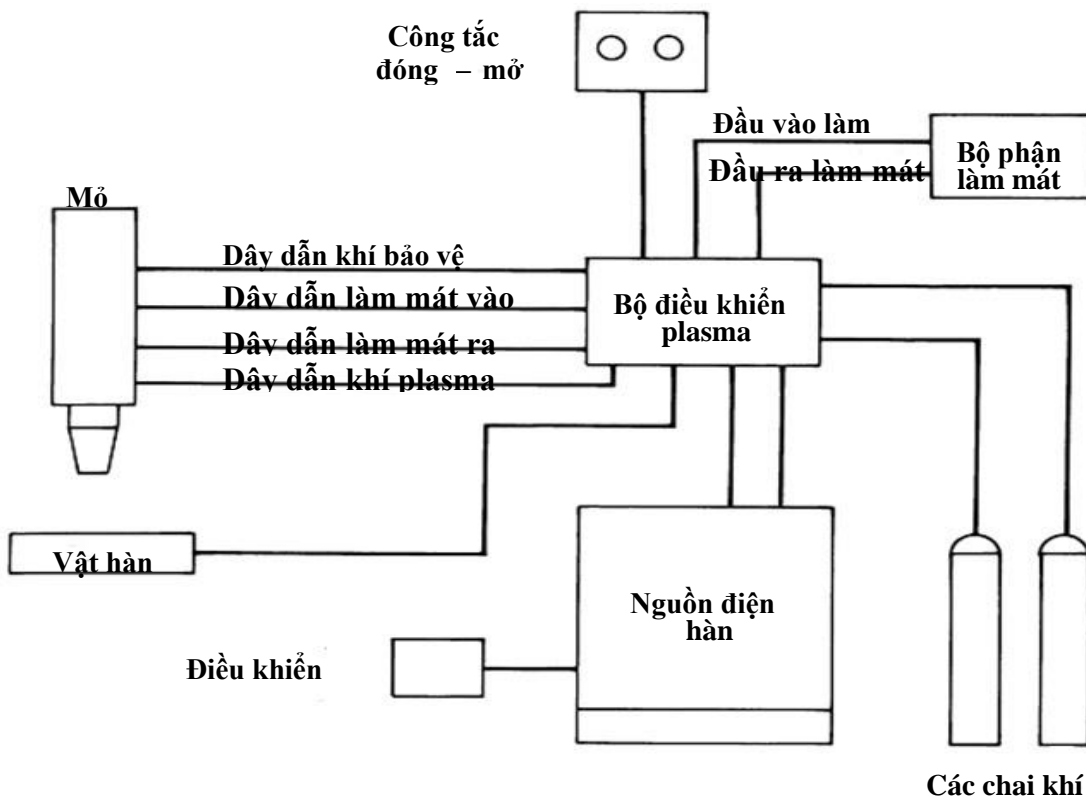 Công tắc
đóng – mở
Đầu vào làm
Đầu ra làm mát
Bộ phận
làm mát
Mỏ
Dây dẫn khí bảo vệ
Dây dẫn làm mát vào
Dây dẫn làm mát ra
Dây dẫn khí plasma
Bộ điều khiển
plasma
Vật hàn
Nguồn điện
hàn
Điều khiển
Các chai khí